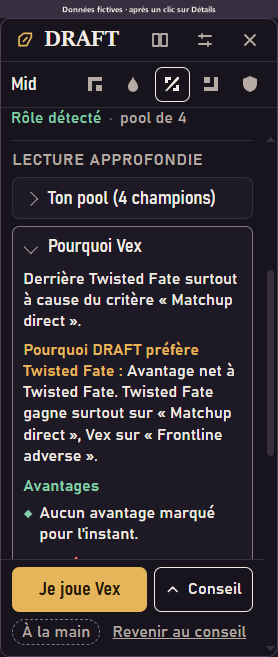 Données fictives · après un clic sur Détails
DRAFT
Mid
Rôle détecté · pool de 4
LECTURE APPROFONDIE
Ton pool (4 champions)
Pourquoi Vex
Derrière Twisted Fate surtout
à cause du critère « Matchup
direct ».
Pourquoi DRAFT préfère
Twisted Fate : Avantage net à
Twisted Fate. Twisted Fate
gagne surtout sur « Matchup
direct », Vex sur « Frontline
adverse ».
Avantages
Aucun avantage marqué
pour l'instant.
Je joue Vex
Conseil
À la main
Revenir au conseil